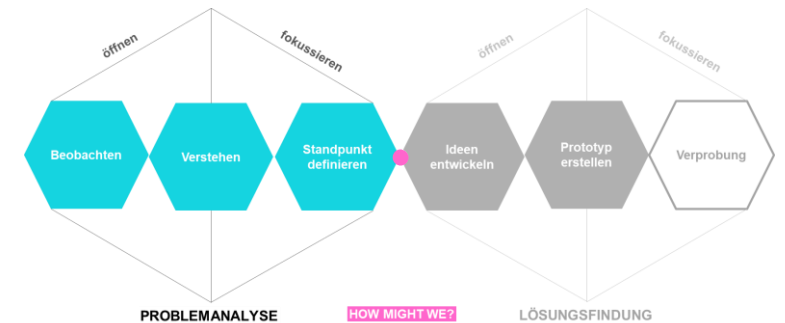 öffnen
fokussieren
öffnen
fokussieren
Beobachten
Verstehen
Standpunkt
definieren
Ideen
entwickeln
Prototyp
erstellen
Verprobung
PROBLEMANALYSE
HOW MIGHT WE?
LÖSUNGSFINDUNG